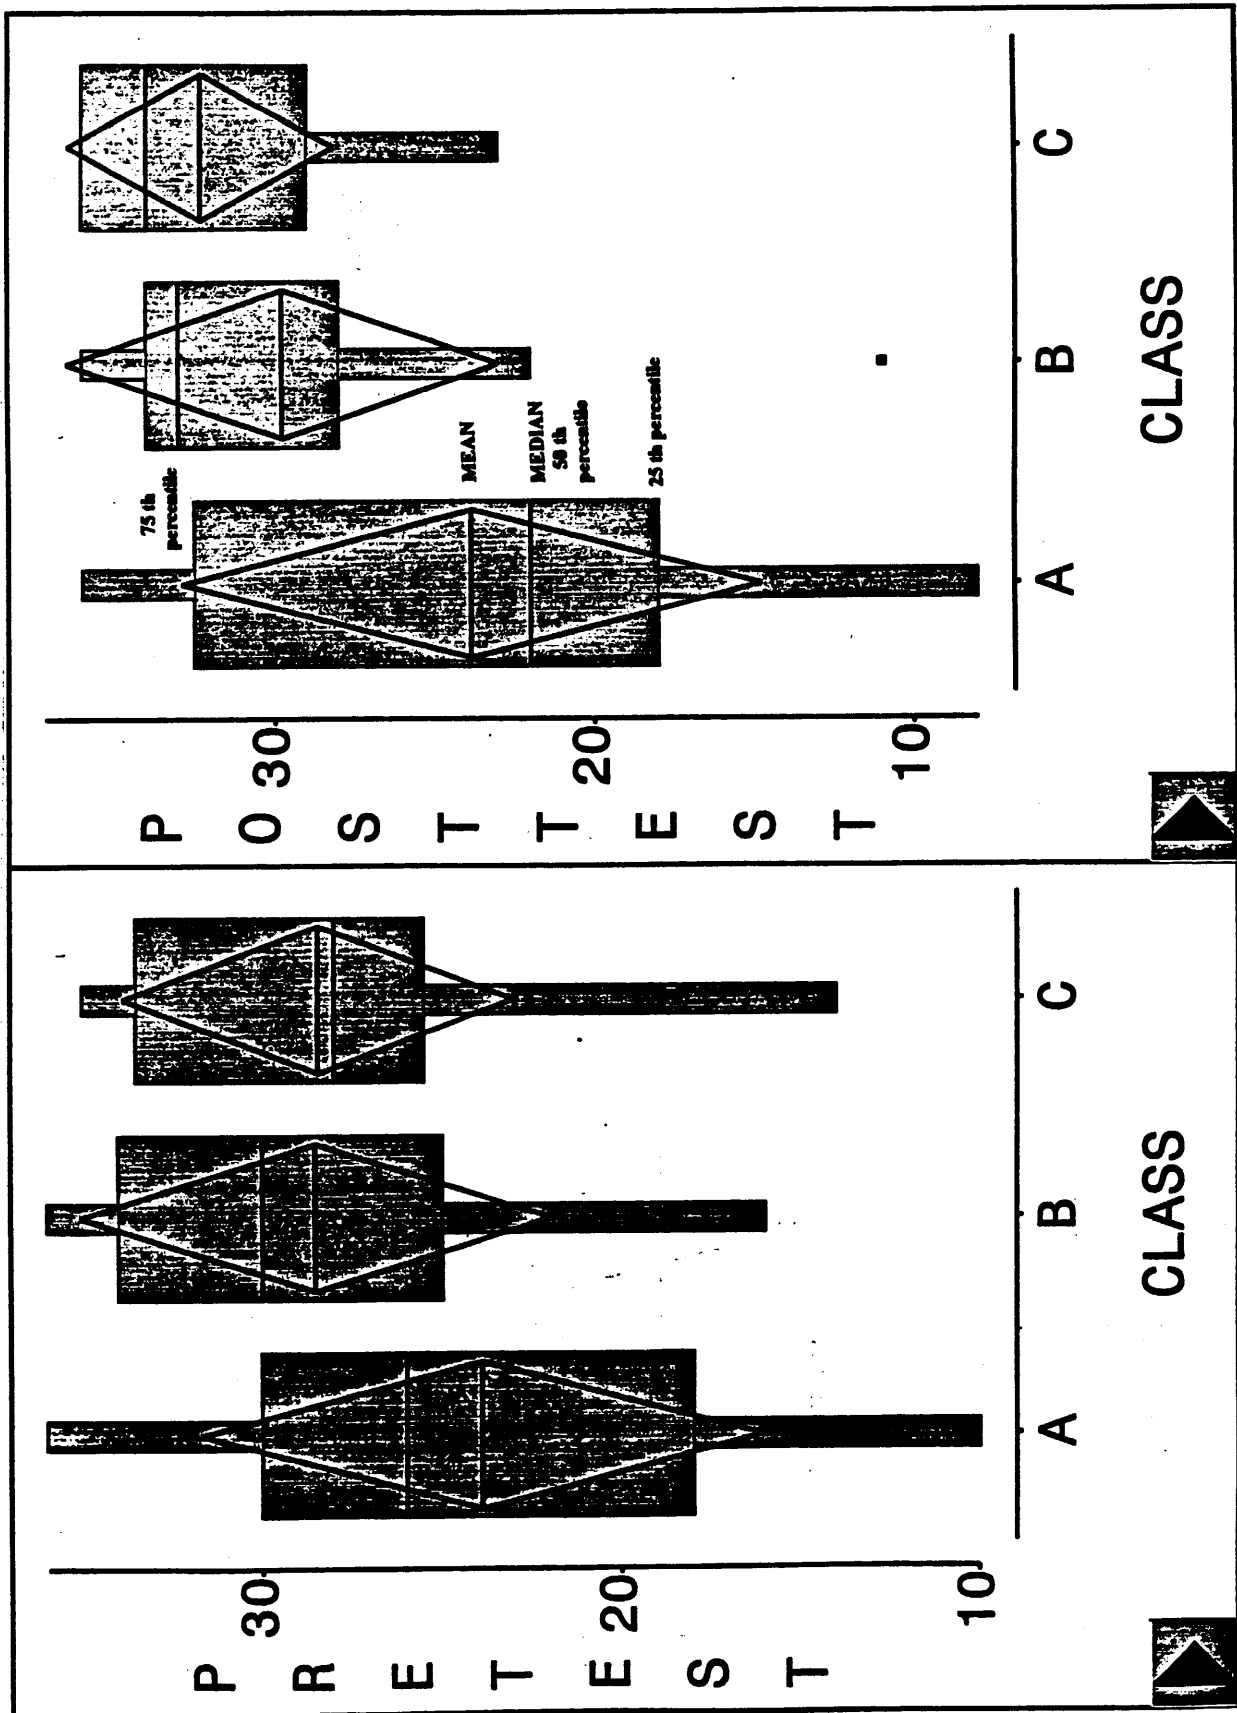 PRETEST
30
20
10
A
B
C
CLASS
POSTTEST
30
20
10
75 th
percentile
MEAN
MEDIAN
50 th
percentile
25 th percentile
A
B
C
CLASS